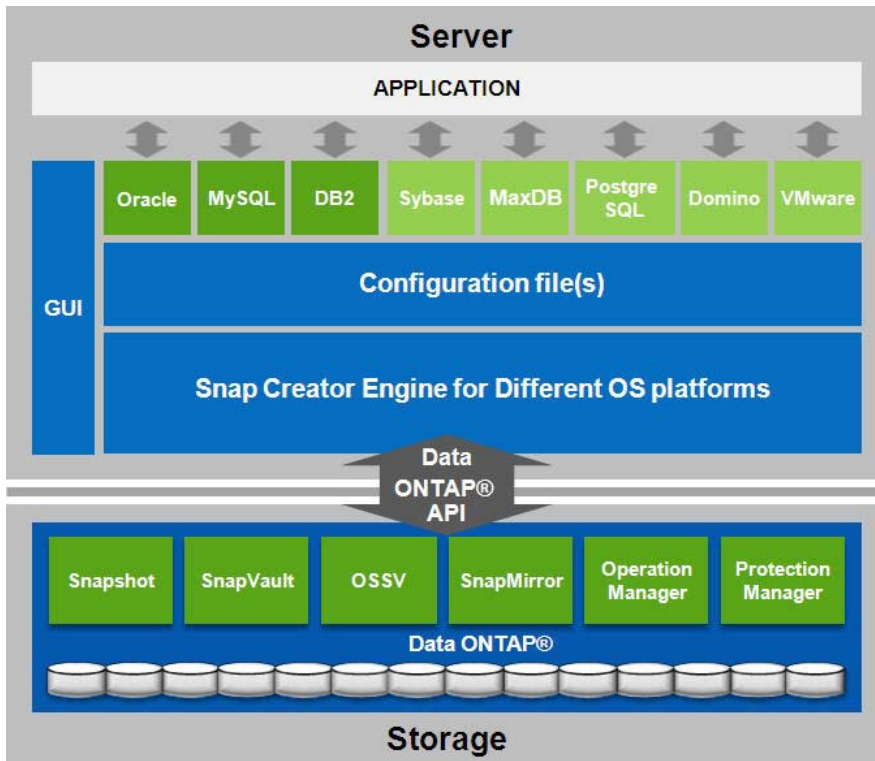 Server
APPLICATION
Oracle
MySQL
DB2
Sybase
MaxDB
Postgre
SQL
Domino
VMware
GUI
Configuration file(s)
Snap Creator Engine for Different OS platforms
Data
ONTAP®
API
Snapshot
SnapVault
OSSV
SnapMirror
Operation
Manager
Protection
Manager
Data ONTAP®
Storage